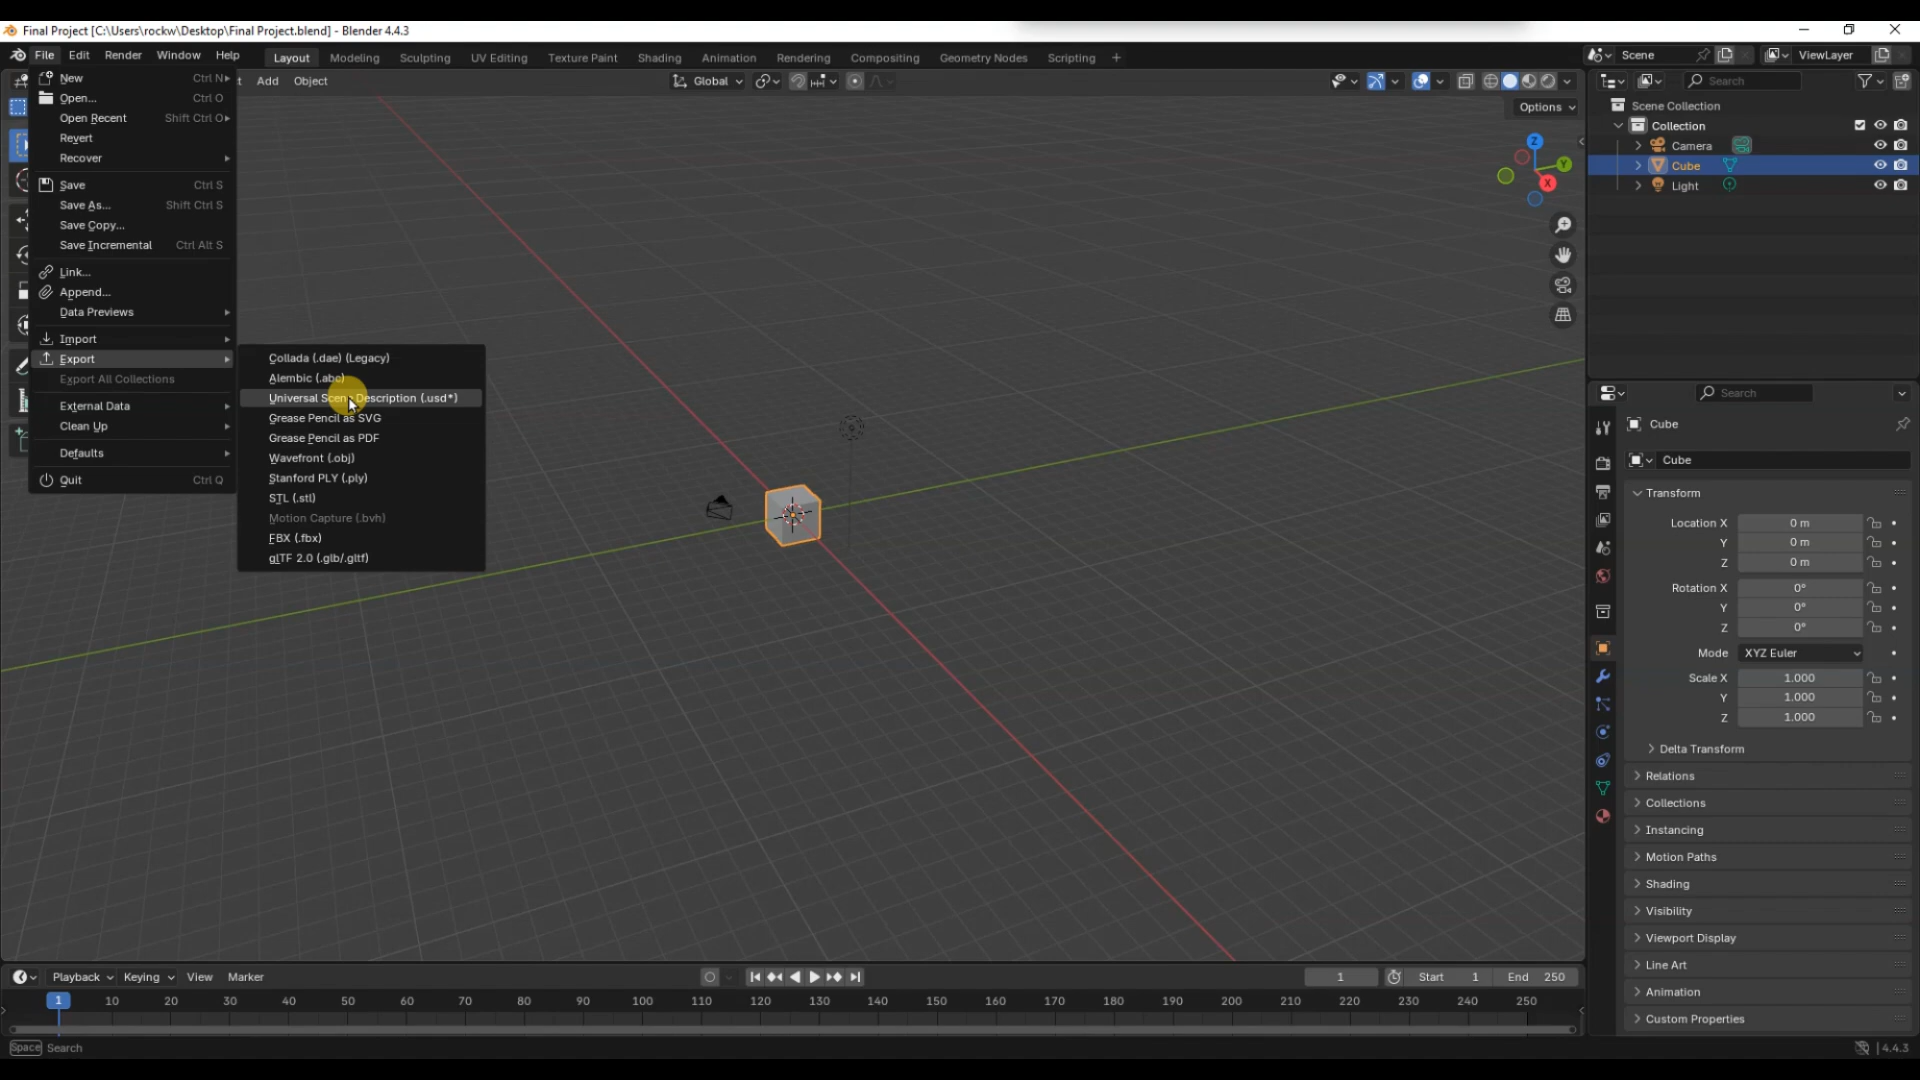 Final Project [C:\Users\rockw\Desktop\Final Project.blend] - Blender 4.4.3
File Edit Render Window Help Layout Modeling Sculpting UV Editing Texture Paint Shading Animation Rendering Compositing Geometry Nodes Scripting + Scene ViewLayer
t Add Object Global Search
Options
New Ctrl N
Open... Ctrl O
Open Recent Shift Ctrl O
Revert
Recover
Save Ctrl S
Save As... Shift Ctrl S
Save Copy...
Save Incremental Ctrl Alt S
Link...
Append...
Data Previews
Import
Export
Export All Collections
External Data
Clean Up
Defaults
Quit Ctrl Q
Collada (.dae) (Legacy)
Alembic (.abc)
Universal Scene Description (.usd*)
Grease Pencil as SVG
Grease Pencil as PDF
Wavefront (.obj)
Stanford PLY (.ply)
STL (.stl)
Motion Capture (.bvh)
FBX (.fbx)
glTF 2.0 (.glb/.gltf)
Z
Y
X
Scene Collection
Collection
Camera
Cube
Light
Search
Cube
Cube
Transform
Location X 0 m
Y 0 m
Z 0 m
Rotation X 0°
Y 0°
Z 0°
Mode XYZ Euler
Scale X 1.000
Y 1.000
Z 1.000
Delta Transform
Relations
Collections
Instancing
Motion Paths
Shading
Visibility
Viewport Display
Line Art
Animation
Custom Properties
Playback Keying View Marker 1 Start 1 End 250
1 10 20 30 40 50 60 70 80 90 100 110 120 130 140 150 160 170 180 190 200 210 220 230 240 250
Space Search 4.4.3